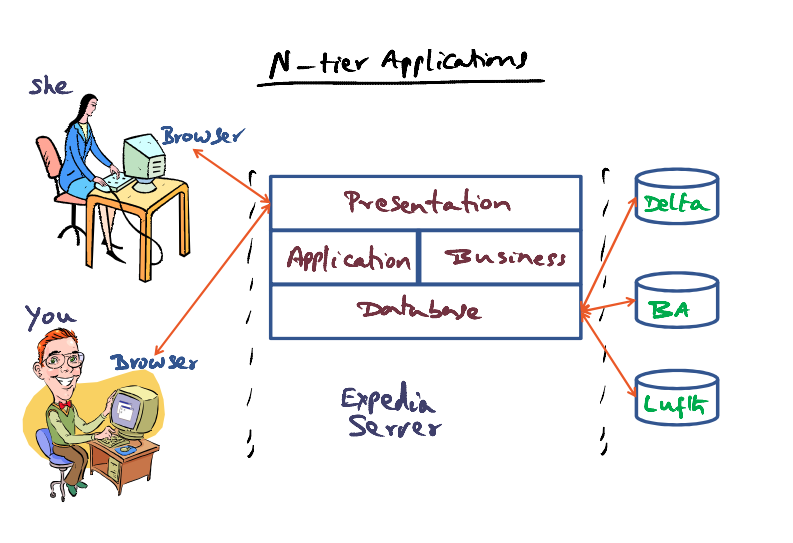 N-tier Applications
She
Browser
Presentation
Application
Business
Database
You
Browser
Expedia
Server
Delta
BA
Lufth